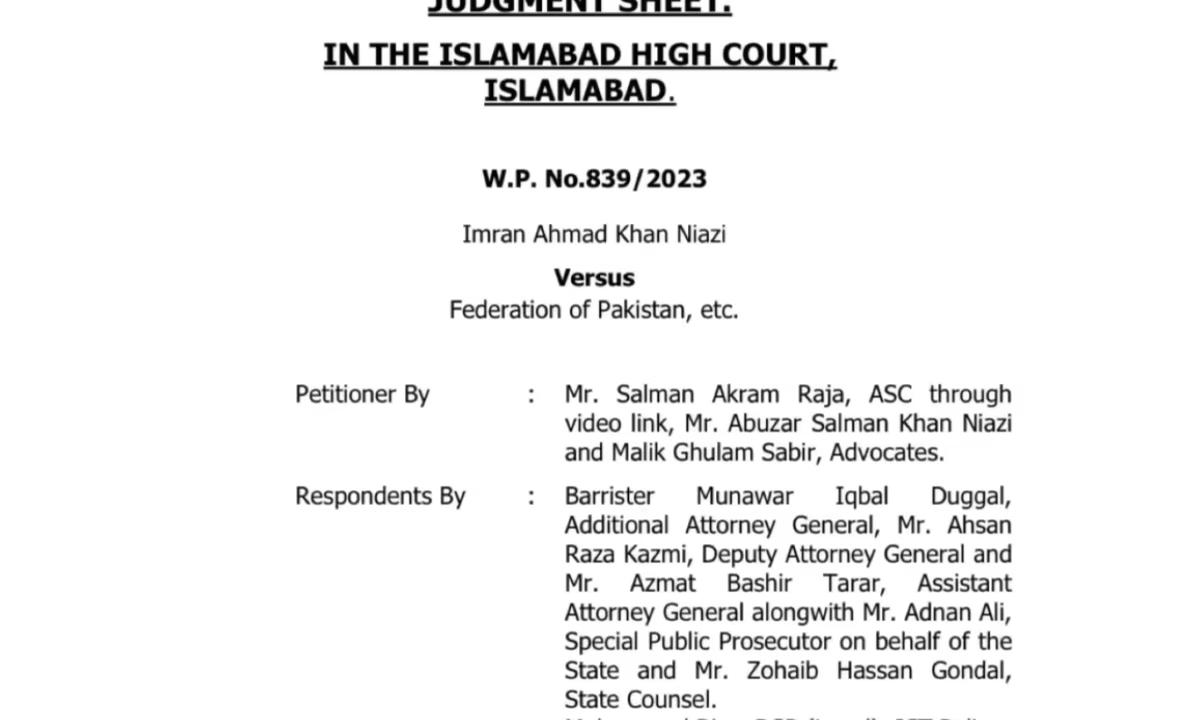 JUDGMENT SHEET.
IN THE ISLAMABAD HIGH COURT,
ISLAMABAD.
W.P. No.839/2023
Imran Ahmad Khan Niazi
Versus
Federation of Pakistan, etc.
Petitioner By : Mr. Salman Akram Raja, ASC through
video link, Mr. Abuzar Salman Khan Niazi
and Malik Ghulam Sabir, Advocates.
Respondents By : Barrister Munawar Iqbal Duggal,
Additional Attorney General, Mr. Ahsan
Raza Kazmi, Deputy Attorney General and
Mr. Azmat Bashir Tarar, Assistant
Attorney General alongwith Mr. Adnan Ali,
Special Public Prosecutor on behalf of the
State and Mr. Zohaib Hassan Gondal,
State Counsel.